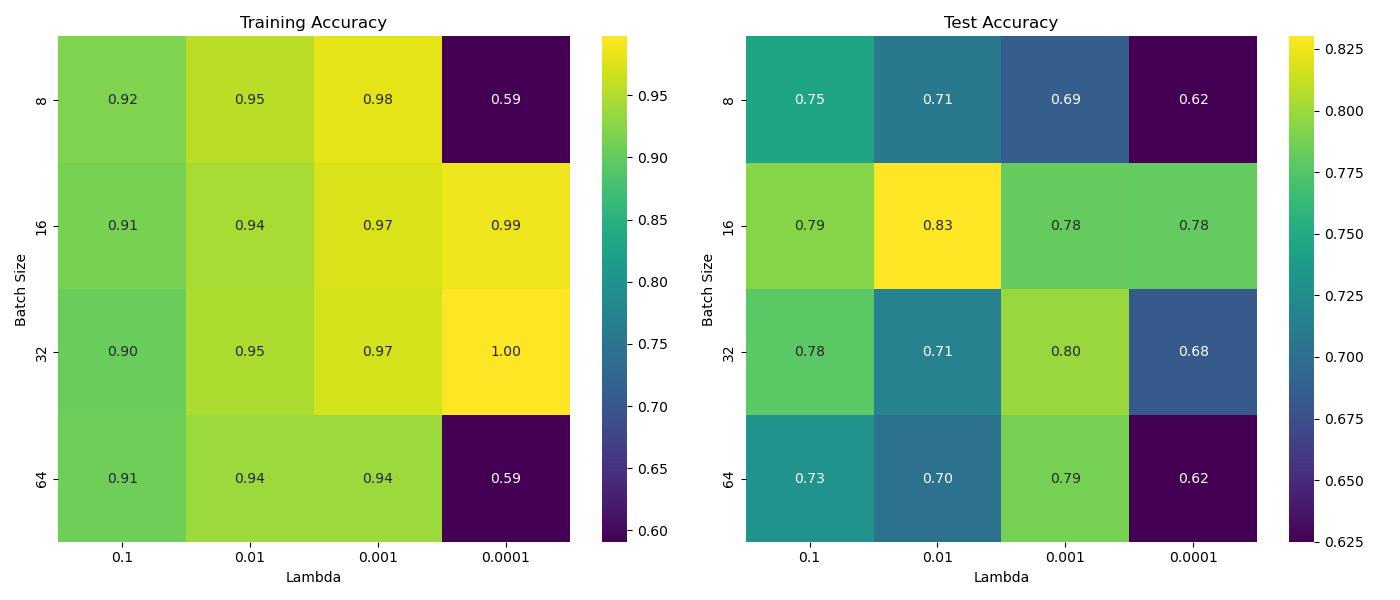 Training Accuracy
Test Accuracy
Batch Size
8
16
32
64
0.92 0.95 0.98 0.59
0.91 0.94 0.97 0.99
0.90 0.95 0.97 1.00
0.91 0.94 0.94 0.59
0.1 0.01 0.001 0.0001
Lambda
0.95
0.90
0.85
0.80
0.75
0.70
0.65
0.60
Batch Size
8
16
32
64
0.75 0.71 0.69 0.62
0.79 0.83 0.78 0.78
0.78 0.71 0.80 0.68
0.73 0.70 0.79 0.62
0.1 0.01 0.001 0.0001
Lambda
0.825
0.800
0.775
0.750
0.725
0.700
0.675
0.650
0.625